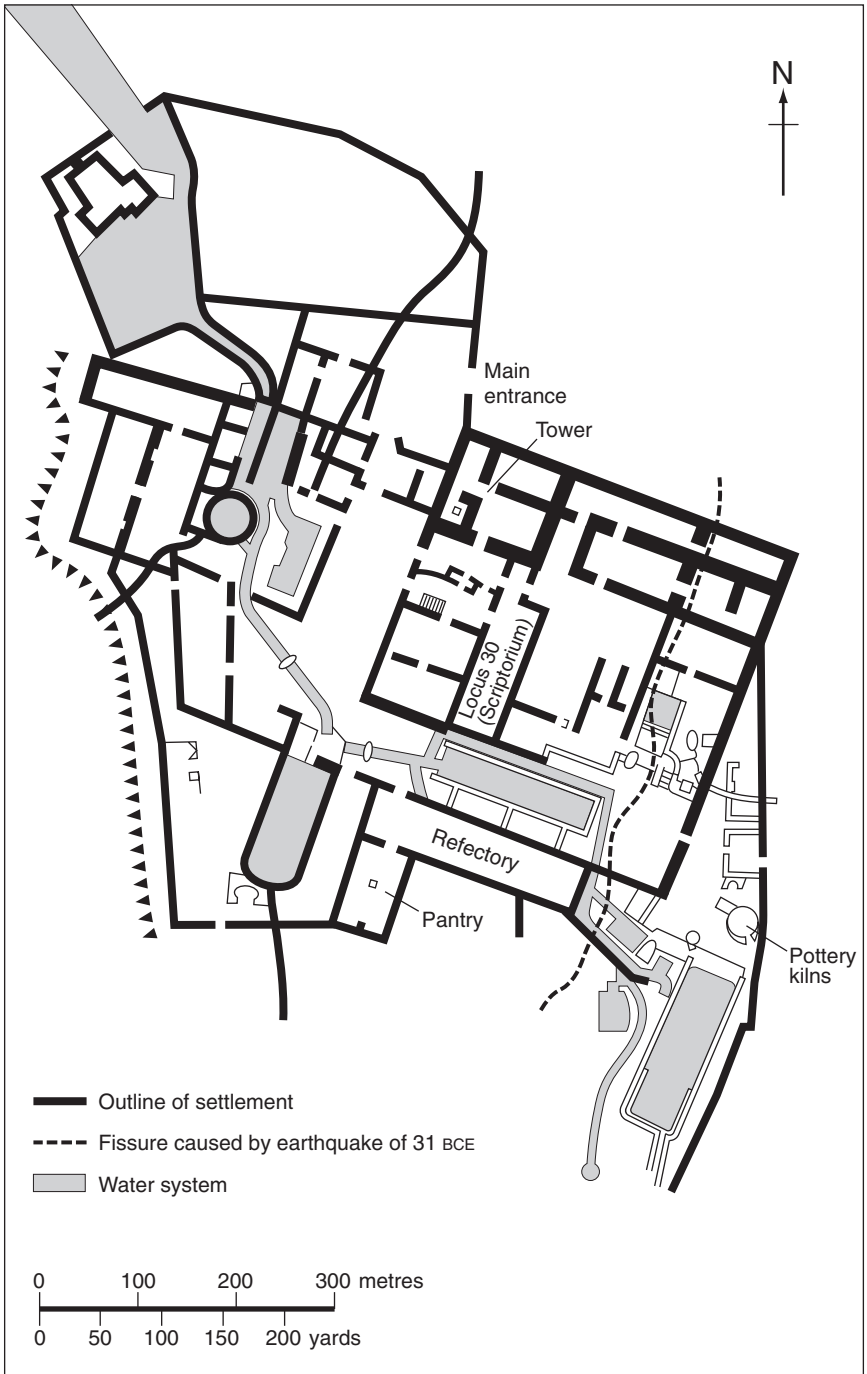 N
Main
entrance
Tower
Locus 30
(Scriptorium)
Refectory
Pantry
Pottery
kilns
Outline of settlement
Fissure caused by earthquake of 31 BCE
Water system
0 100 200 300 metres
0 50 100 150 200 yards